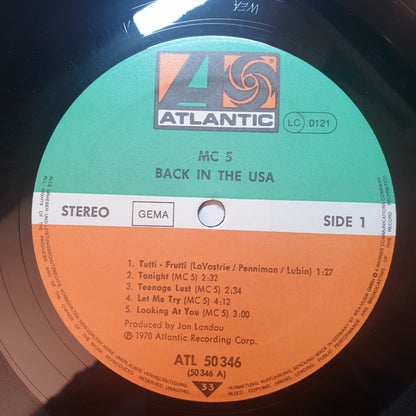 WEA
ATLANTIC
LC 0121
MC 5
BACK IN THE USA
STEREO
GEMA
SIDE 1
1. Tutti - Frutti (LaVostrie / Penniman / Lubin) 1:27
2. Tonight (MC 5) 2:32
3. Teenage Lust (MC 5) 2:34
4. Let Me Try (MC 5) 4:12
5. Looking At You (MC 5) 3:00
Produced by Jon Landau
℗ 1970 Atlantic Recording Corp.
ATL 50 346
(50 346 A)
33